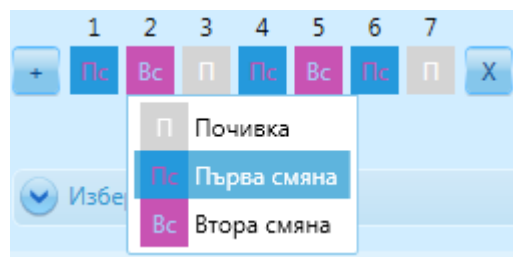 1 2 3 4 5 6 7
+ Пс Вс П Пс Вс Пс П X
П Почивка
Пс Първа смяна
Избе
Вс Втора смяна